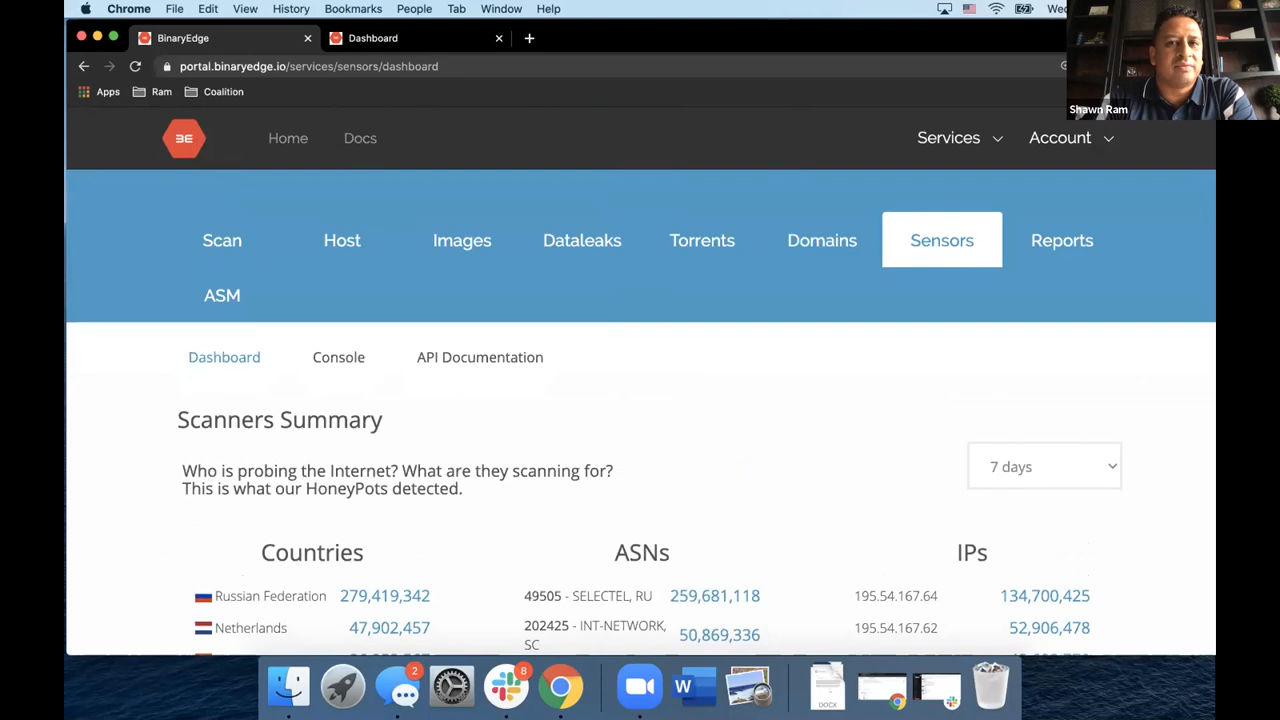 Chrome File Edit View History Bookmarks People Tab Window Help
BinaryEdge
Dashboard
portal.binaryedge.io/services/sensors/dashboard
Apps Ram Coalition
Shawn Ram
BE Home Docs Services Account
Scan Host Images Dataleaks Torrents Domains Sensors Reports
ASM
Dashboard Console API Documentation
Scanners Summary
Who is probing the Internet? What are they scanning for?
This is what our HoneyPots detected.
7 days
Countries ASNs IPs
Russian Federation 279,419,342 49505 - SELECTEL, RU 259,681,118 195.54.167.64 134,700,425
Netherlands 47,902,457 202425 - INT-NETWORK, SC 50,869,336 195.54.167.62 52,906,478
2
8
W
DOCX